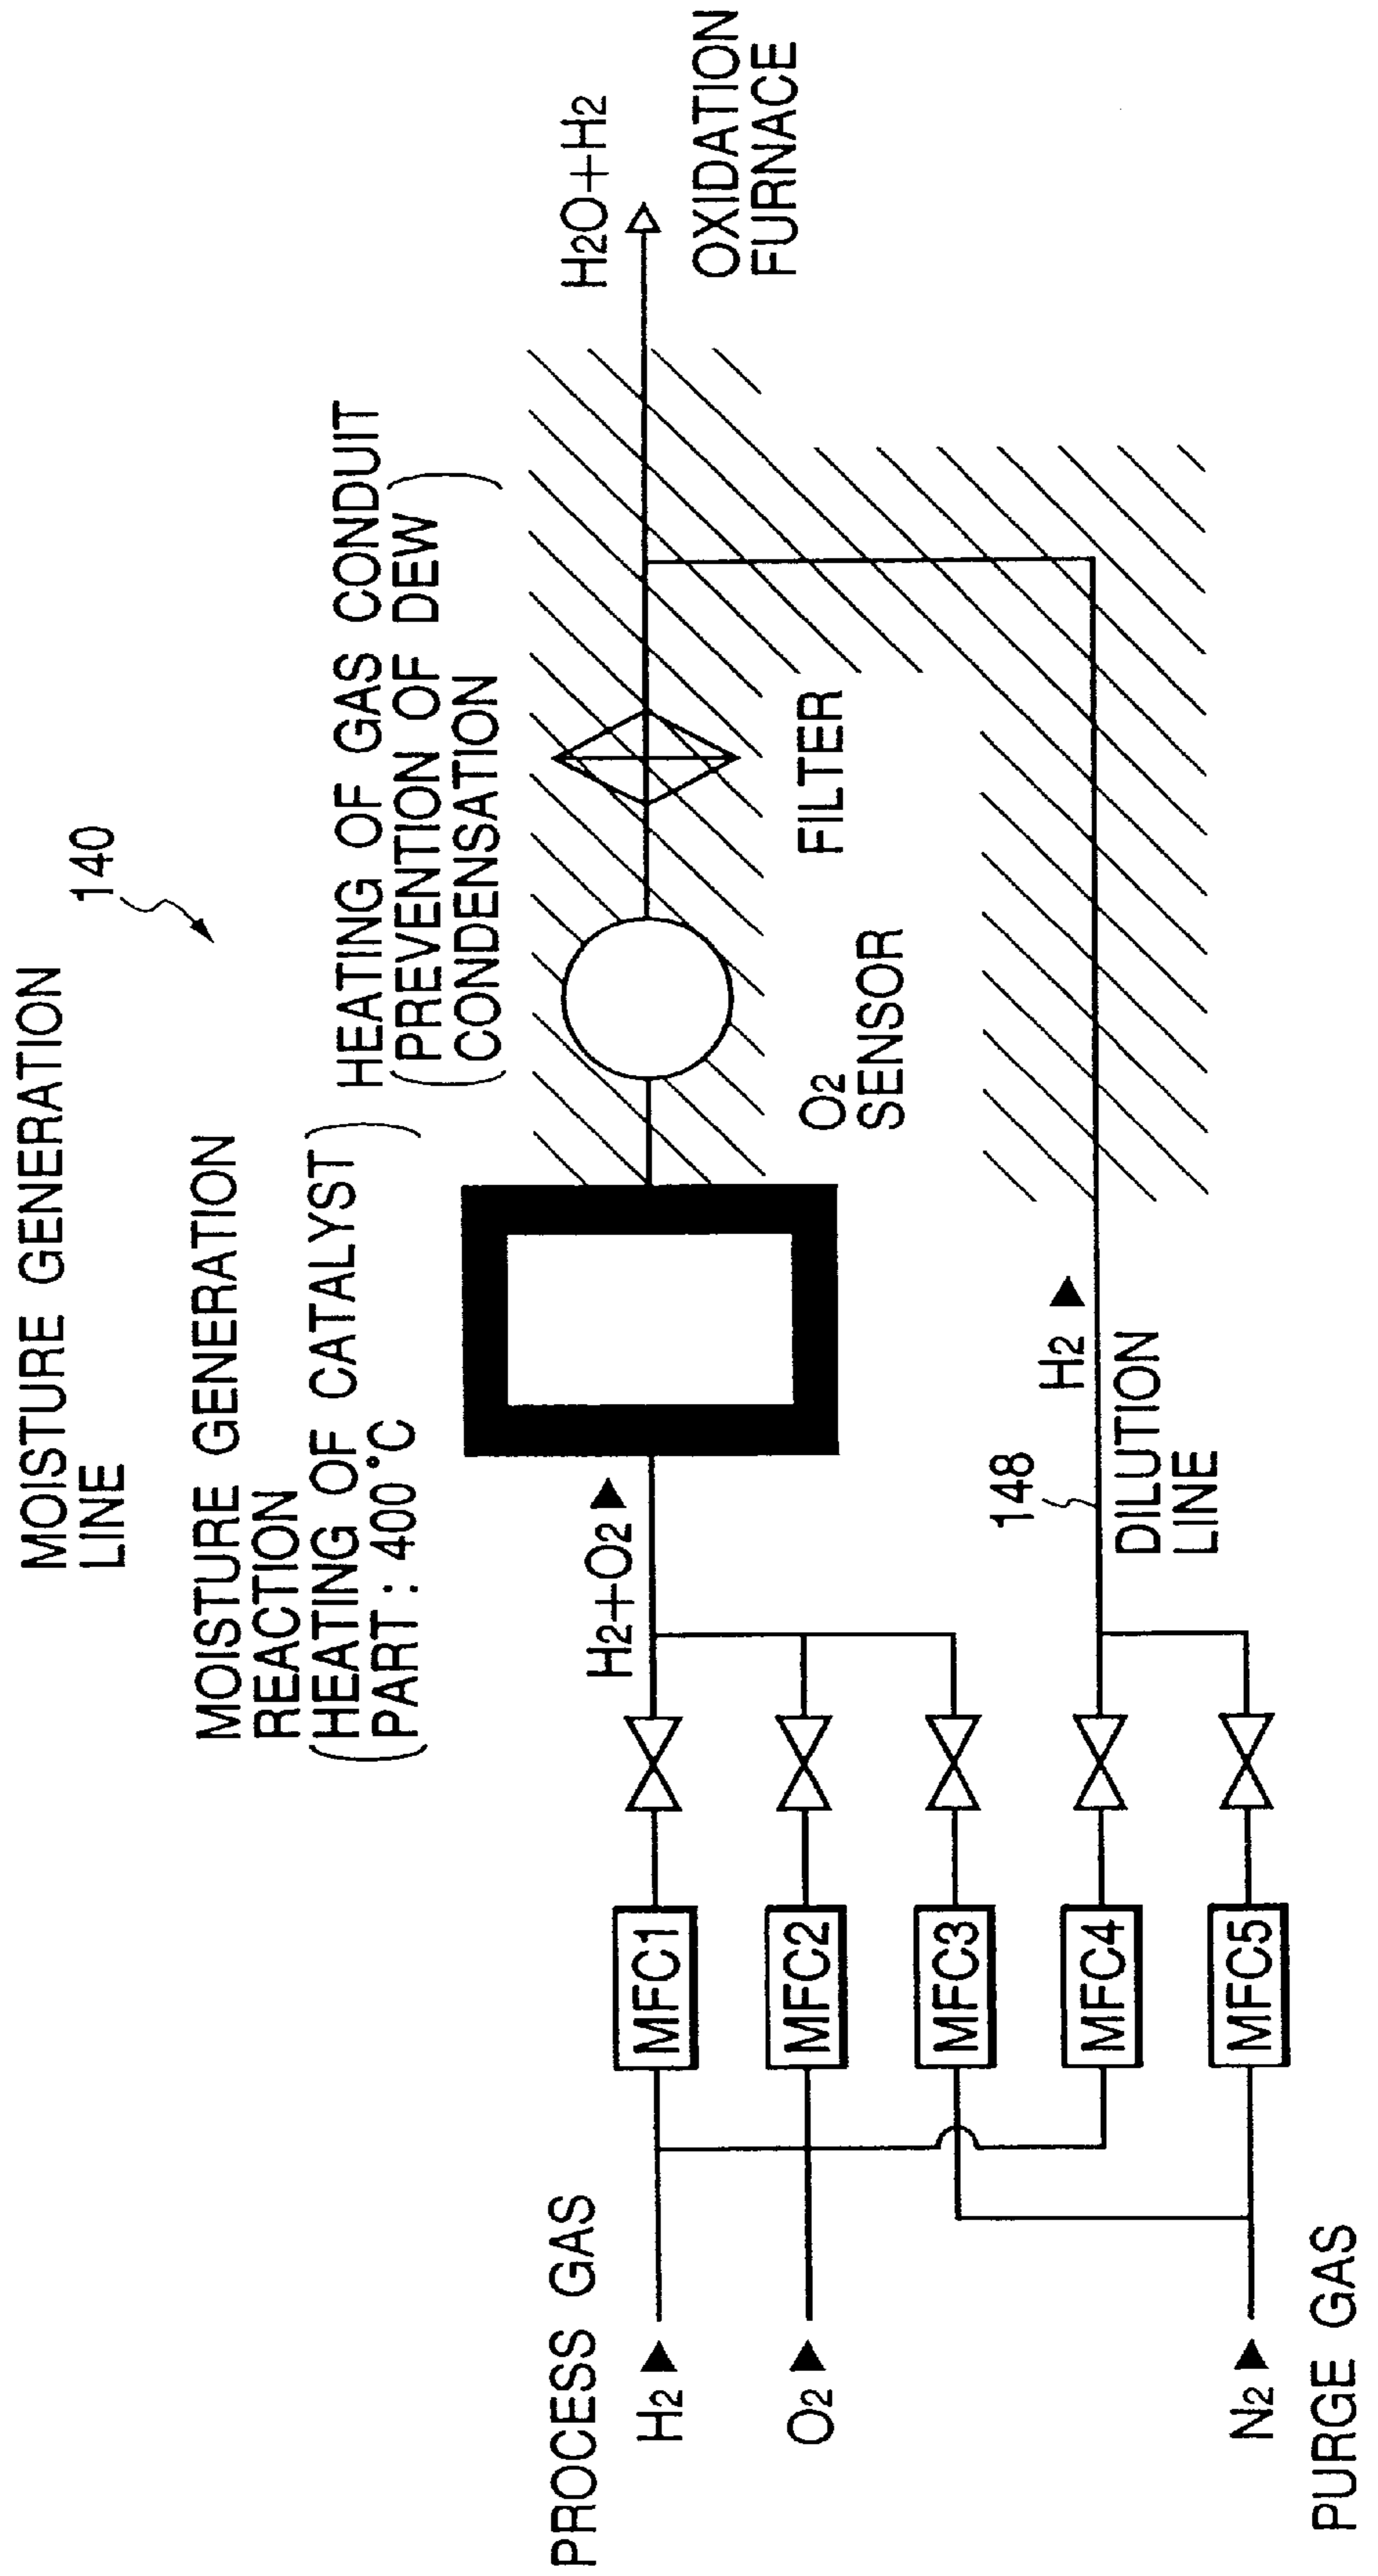 MOISTURE GENERATION
LINE
140
MOISTURE GENERATION
REACTION
(HEATING OF CATALYST
PART : 400°C)
HEATING OF GAS CONDUIT
(PREVENTION OF DEW
CONDENSATION)
PROCESS GAS
H2
O2
N2
PURGE GAS
MFC1
MFC2
MFC3
MFC4
MFC5
H2+O2
148
H2
DILUTION
LINE
O2
SENSOR
FILTER
H2O+H2
OXIDATION
FURNACE